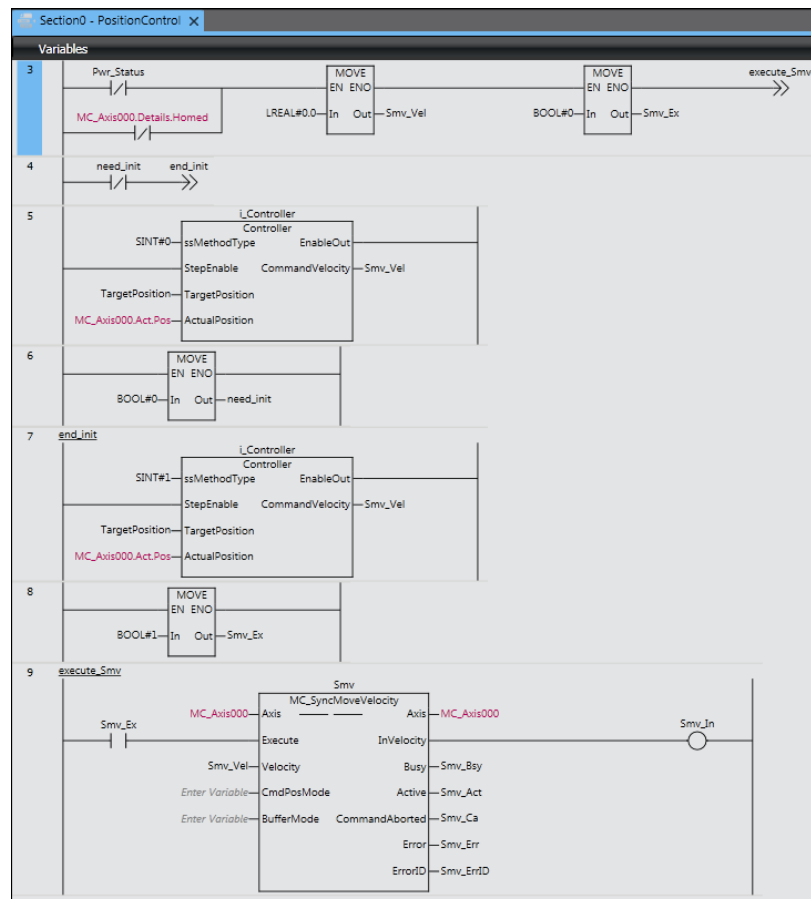 Section0 - PositionControl X
Variables
3
Pwr_Status
MOVE
MOVE
execute_Smv
EN ENO
EN ENO
MC_Axis000.Details.Homed
LREAL#0.0 In Out Smv_Vel
BOOL#0 In Out Smv_Ex
4
need_init end_init
5
i_Controller
Controller
SINT#0 ssMethodType EnableOut
StepEnable CommandVelocity Smv_Vel
TargetPosition TargetPosition
MC_Axis000.Act.Pos ActualPosition
6
MOVE
EN ENO
BOOL#0 In Out need_init
7
end_init
i_Controller
Controller
SINT#1 ssMethodType EnableOut
StepEnable CommandVelocity Smv_Vel
TargetPosition TargetPosition
MC_Axis000.Act.Pos ActualPosition
8
MOVE
EN ENO
BOOL#1 In Out Smv_Ex
9
execute_Smv
Smv
MC_SyncMoveVelocity
MC_Axis000 Axis Axis MC_Axis000
Smv_Ex
Smv_In
Execute InVelocity
Smv_Vel Velocity Busy Smv_Bsy
Enter Variable CmdPosMode Active Smv_Act
Enter Variable BufferMode CommandAborted Smv_Ca
Error Smv_Err
ErrorID Smv_ErrID